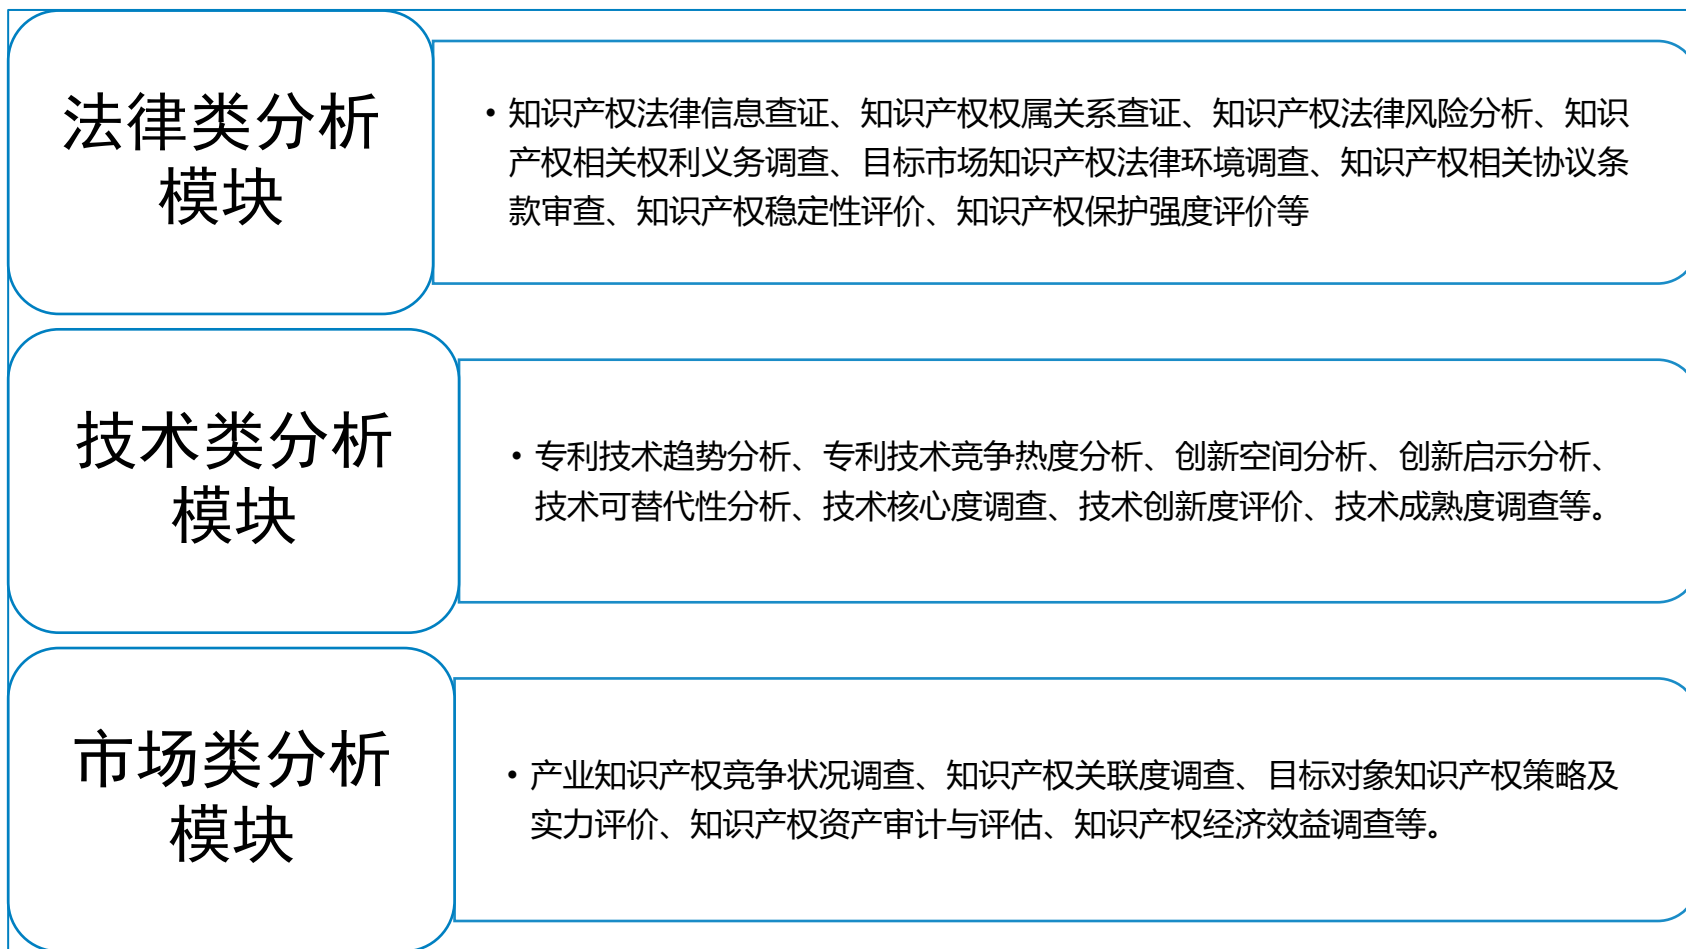 法律类分析
模块
• 知识产权法律信息查证、知识产权权属关系查证、知识产权法律风险分析、知识
产权相关权利义务调查、目标市场知识产权法律环境调查、知识产权相关协议条
款审查、知识产权稳定性评价、知识产权保护强度评价等
技术类分析
模块
• 专利技术趋势分析、专利技术竞争热度分析、创新空间分析、创新启示分析、
技术可替代性分析、技术核心度调查、技术创新度评价、技术成熟度调查等。
市场类分析
模块
• 产业知识产权竞争状况调查、知识产权关联度调查、目标对象知识产权策略及
实力评价、知识产权资产审计与评估、知识产权经济效益调查等。